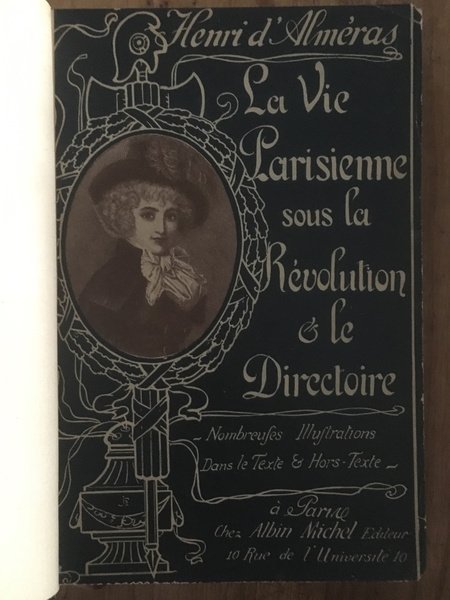 Henri d'Alméras
La Vie
Parisienne
sous la
Révolution
& le
Directoire
- Nombreuses Illustrations
Dans le Texte & Hors-Texte -
à Paris
Chez Albin Michel Editeur
10 Rue de l'Université 10